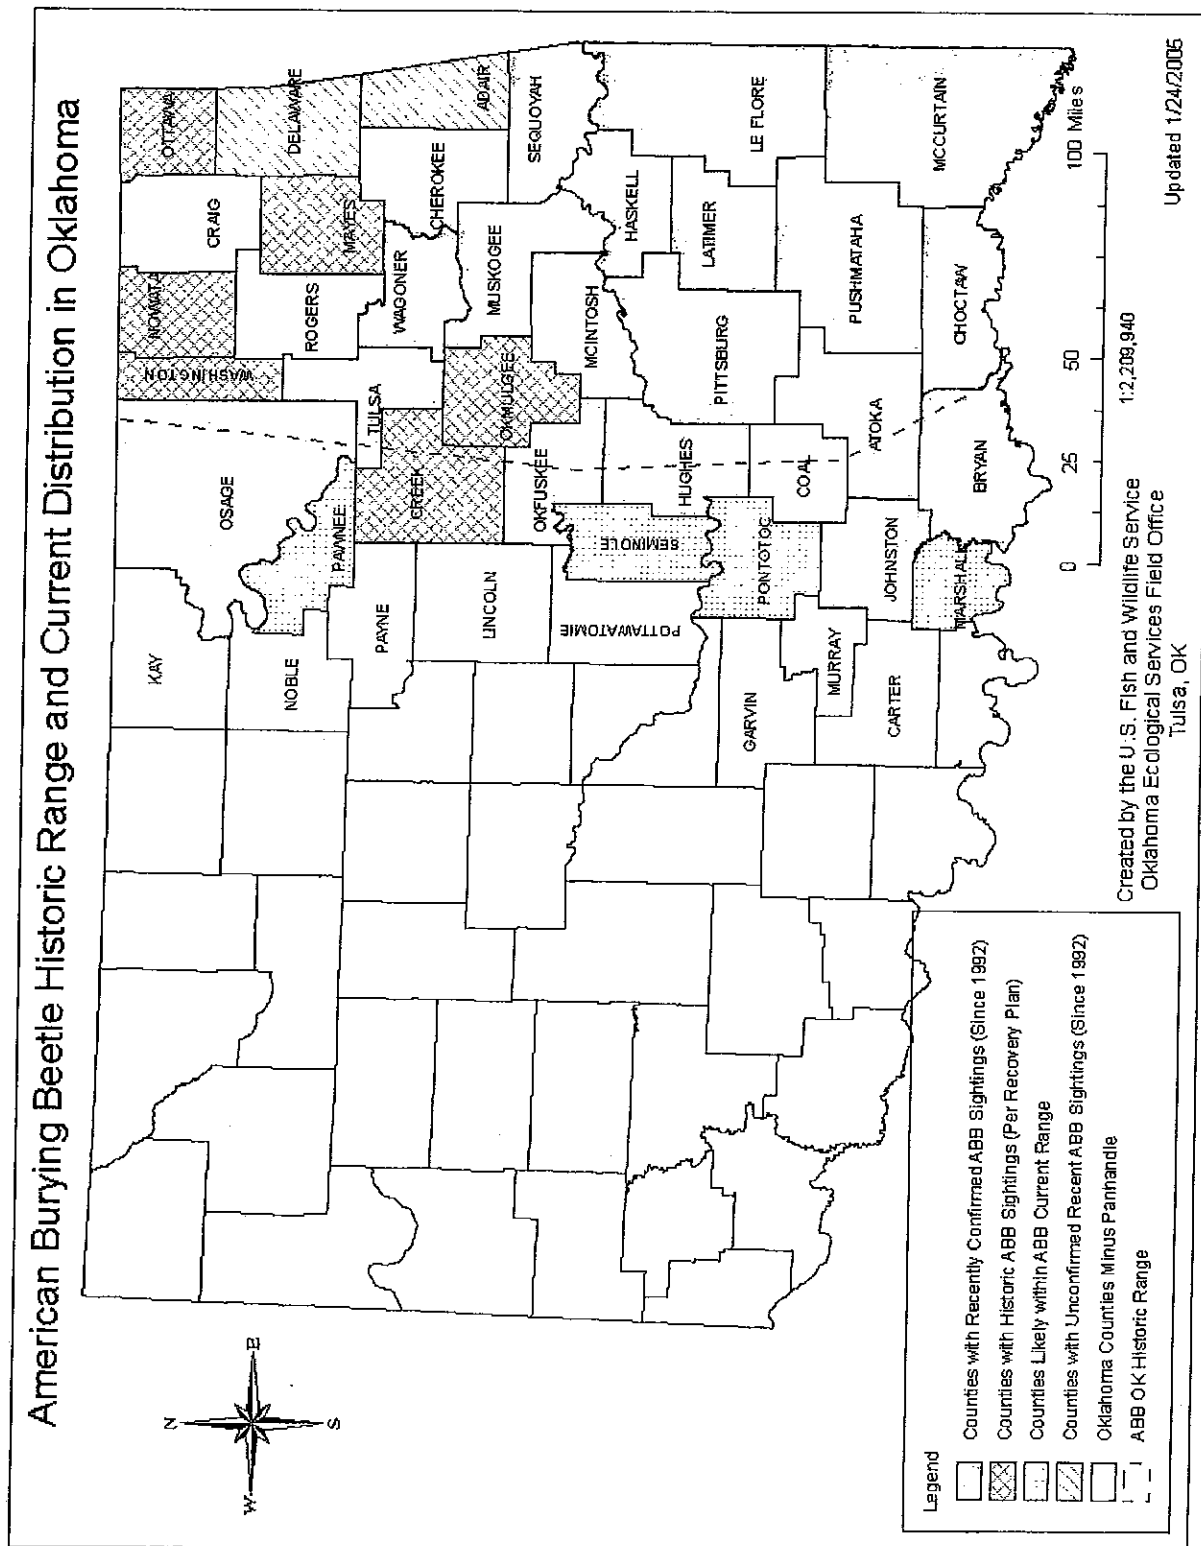 American Burying Beetle Historic Range and Current Distribution in Oklahoma
N
W
E
S
KAY
OSAGE
WASHINGTON
NOWATA
CRAIG
OTTAWA
NOBLE
PAWNEE
TULSA
ROGERS
MAYES
DELAWARE
PAYNE
CREEK
WAGONER
CHEROKEE
ADAIR
LINCOLN
OKFUSKEE
OKMULGEE
MUSKOGEE
SEQUOYAH
POTTAWATOMIE
SEMINOLE
HUGHES
MCINTOSH
HASKELL
GARVIN
PONTOTOC
COAL
PITTSBURG
LATIMER
LE FLORE
MURRAY
CARTER
JOHNSTON
ATOKA
PUSHMATAHA
MCCURTAIN
MARSHALL
BRYAN
CHOCTAW
Legend
Counties with Recently Confirmed ABB Sightings (Since 1992)
Counties with Historic ABB Sightings (Per Recovery Plan)
Counties Likely within ABB Current Range
Counties with Unconfirmed Recent ABB Sightings (Since 1992)
Oklahoma Counties Minus Panhandle
ABB OK Historic Range
0 25 50 100 Miles
1:2,209,940
Created by the U.S. Fish and Wildlife Service
Oklahoma Ecological Services Field Office
Tulsa, OK
Updated 1/24/2005